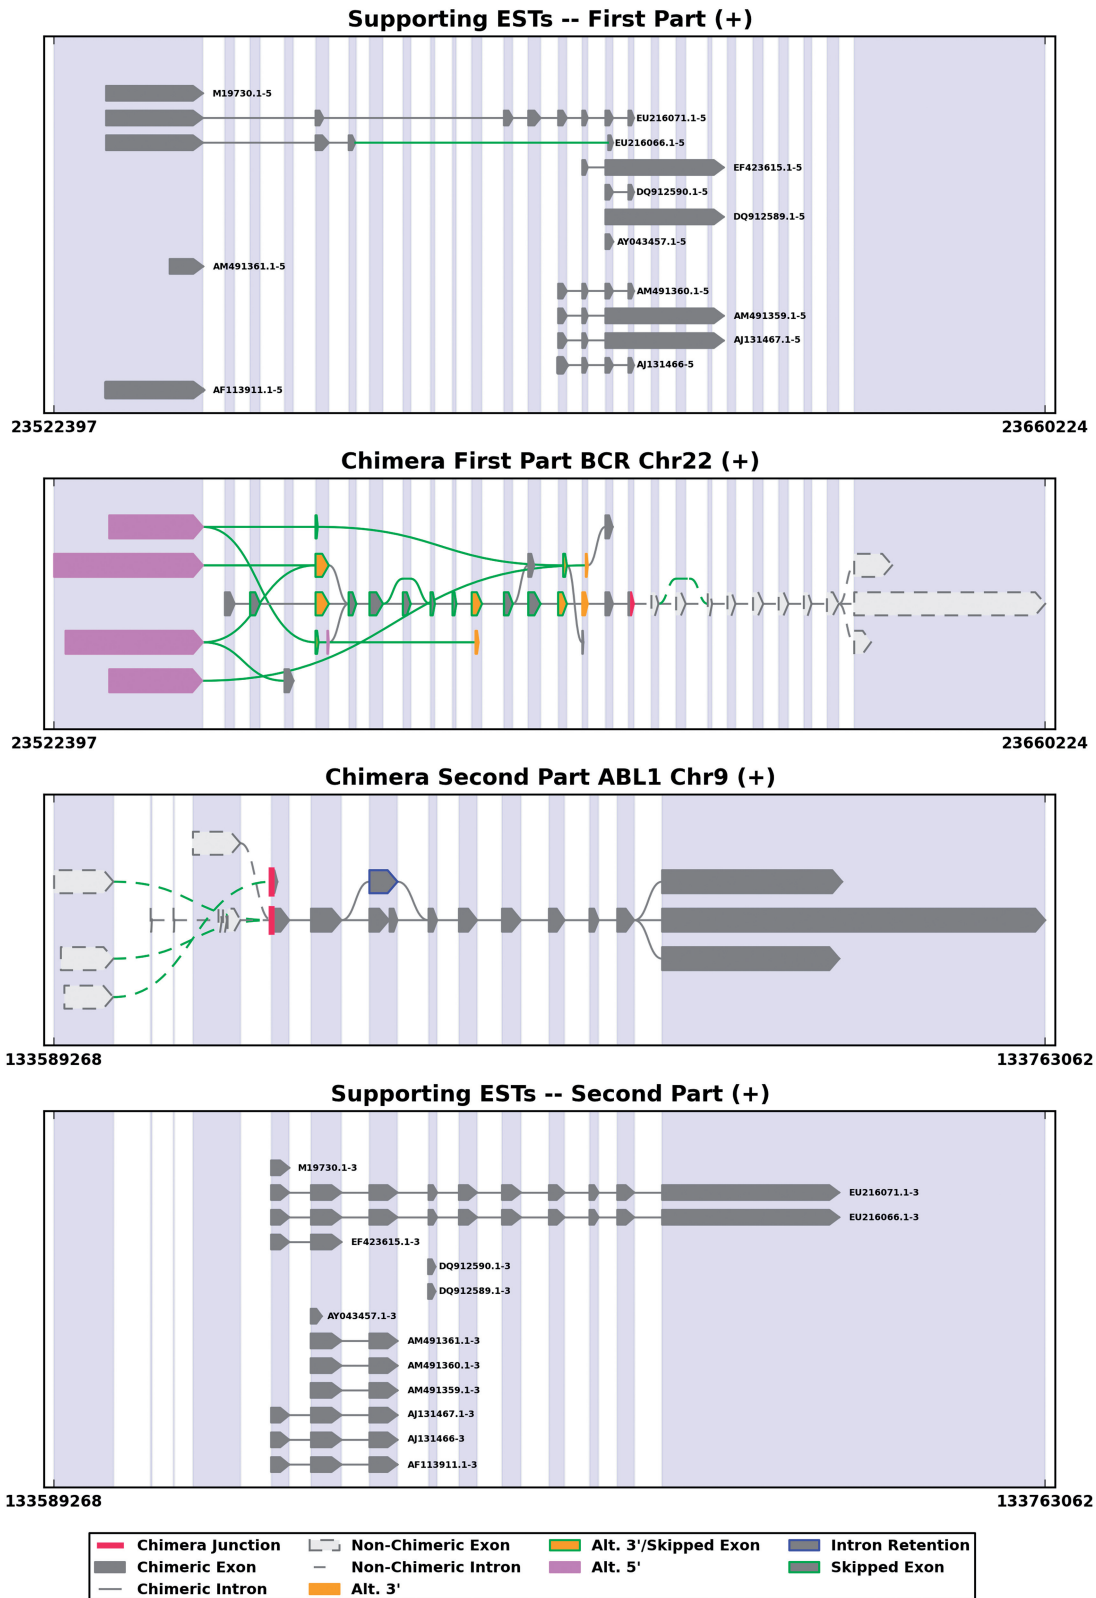 Supporting ESTs -- First Part (+)
M19730.1-5
EU216071.1-5
EU216066.1-5
EF423615.1-5
DQ912590.1-5
DQ912589.1-5
AY043457.1-5
AM491361.1-5
AM491360.1-5
AM491359.1-5
AJ131467.1-5
AJ131466-5
AF113911.1-5
23522397 23660224
Chimera First Part BCR Chr22 (+)
23522397 23660224
Chimera Second Part ABL1 Chr9 (+)
133589268 133763062
Supporting ESTs -- Second Part (+)
M19730.1-3
EU216071.1-3
EU216066.1-3
EF423615.1-3
DQ912590.1-3
DQ912589.1-3
AY043457.1-3
AM491361.1-3
AM491360.1-3
AM491359.1-3
AJ131467.1-3
AJ131466-3
AF113911.1-3
133589268 133763062
Chimera Junction Non-Chimeric Exon Alt. 3'/Skipped Exon Intron Retention
Chimeric Exon Non-Chimeric Intron Alt. 5' Skipped Exon
Chimeric Intron Alt. 3'